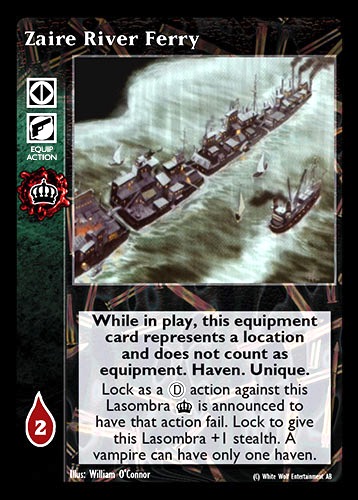 Zaire River Ferry
EQUIP
ACTION
While in play, this equipment
card represents a location
and does not count as
equipment. Haven. Unique.
Lock as a Ⓓ action against this
Lasombra is announced to
have that action fail. Lock to give
this Lasombra +1 stealth. A
vampire can have only one haven.
2
Illus: William O'Connor
(C) White Wolf Entertainment AB